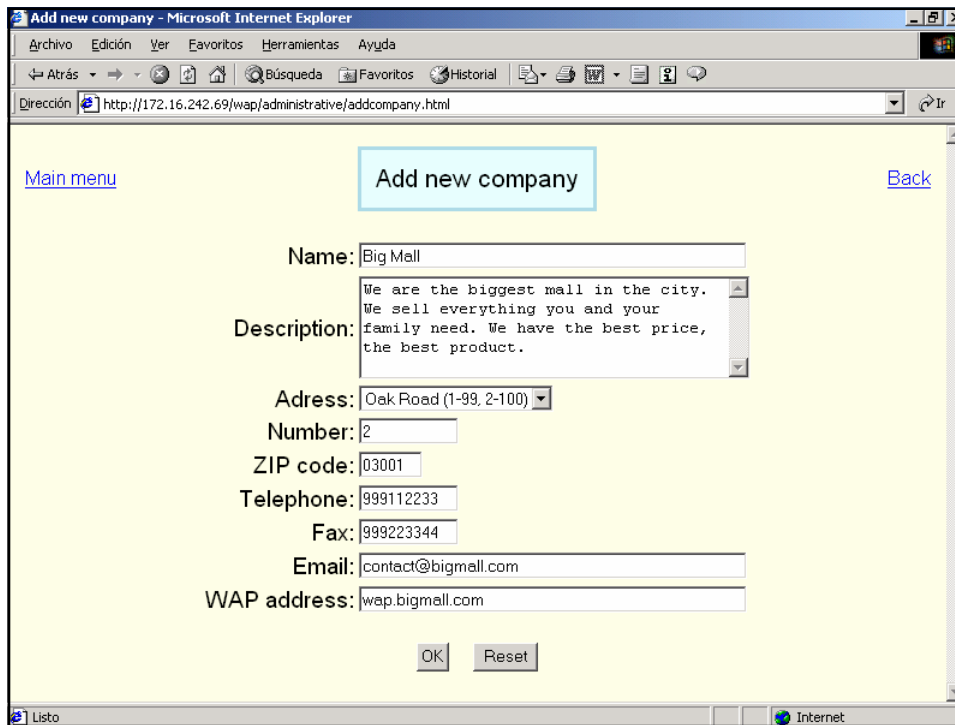 Add new company - Microsoft Internet Explorer
Archivo Edición Ver Favoritos Herramientas Ayuda
Atrás Búsqueda Favoritos Historial
Dirección http://172.16.242.69/wap/administrative/addcompany.html Ir
Main menu Add new company Back
Name: Big Mall
We are the biggest mall in the city.
We sell everything you and your
Description: family need. We have the best price,
the best product.
Adress: Oak Road (1-99, 2-100)
Number: 2
ZIP code: 03001
Telephone: 999112233
Fax: 999223344
Email: contact@bigmall.com
WAP address: wap.bigmall.com
OK Reset
Listo Internet